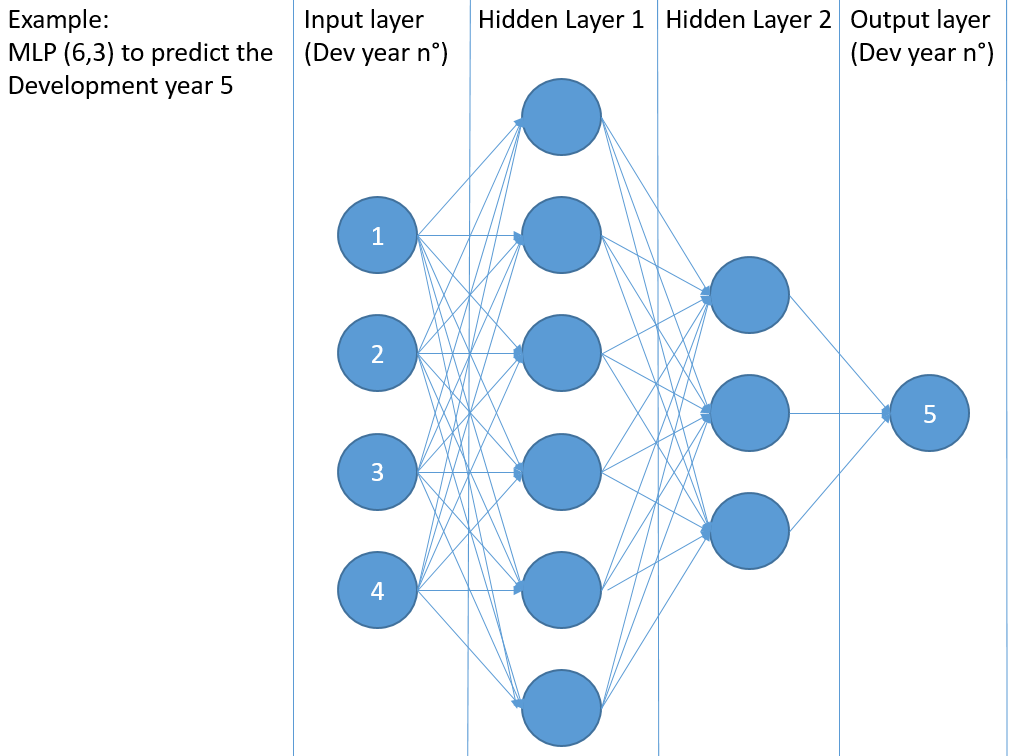 Example:
MLP (6,3) to predict the
Development year 5
Input layer
(Dev year n°)
Hidden Layer 1
Hidden Layer 2
Output layer
(Dev year n°)
1
2
3
4
5